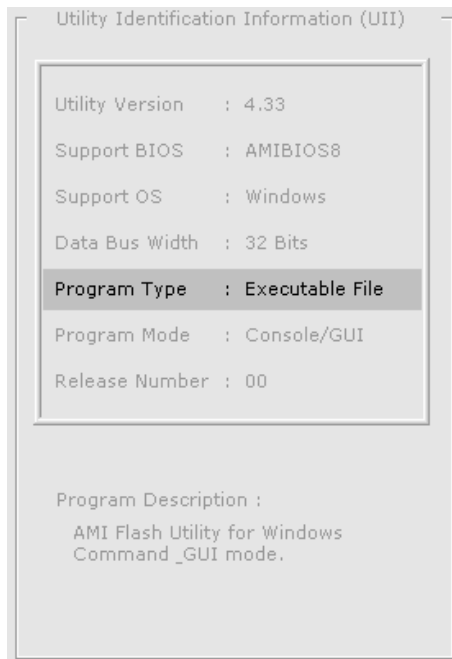 Utility Identification Information (UII)
Utility Version : 4.33
Support BIOS : AMIBIOS8
Support OS : Windows
Data Bus Width : 32 Bits
Program Type : Executable File
Program Mode : Console/GUI
Release Number : 00
Program Description :
AMI Flash Utility for Windows
Command _GUI mode.